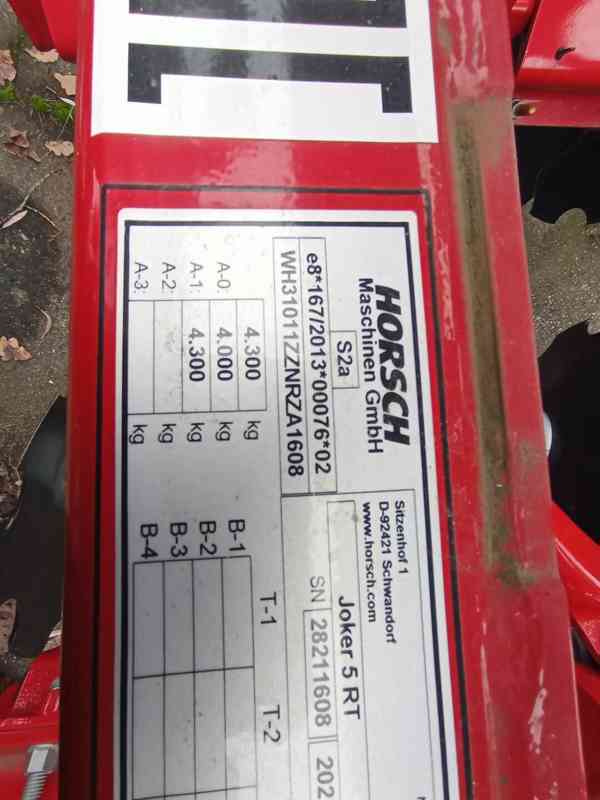 HORSCH
Maschinen GmbH
Sitzenhof 1
D-92421 Schwandorf
www.horsch.com
S2a
Joker 5 RT
e8*167/2013*00076*02
SN 28211608 202
WH31011ZZNRZA1608
T-1 T-2
4.300 kg
A-0: 4.000 kg
A-1: 4.300 kg
A-2: kg
A-3: kg
B-1
B-2
B-3
B-4